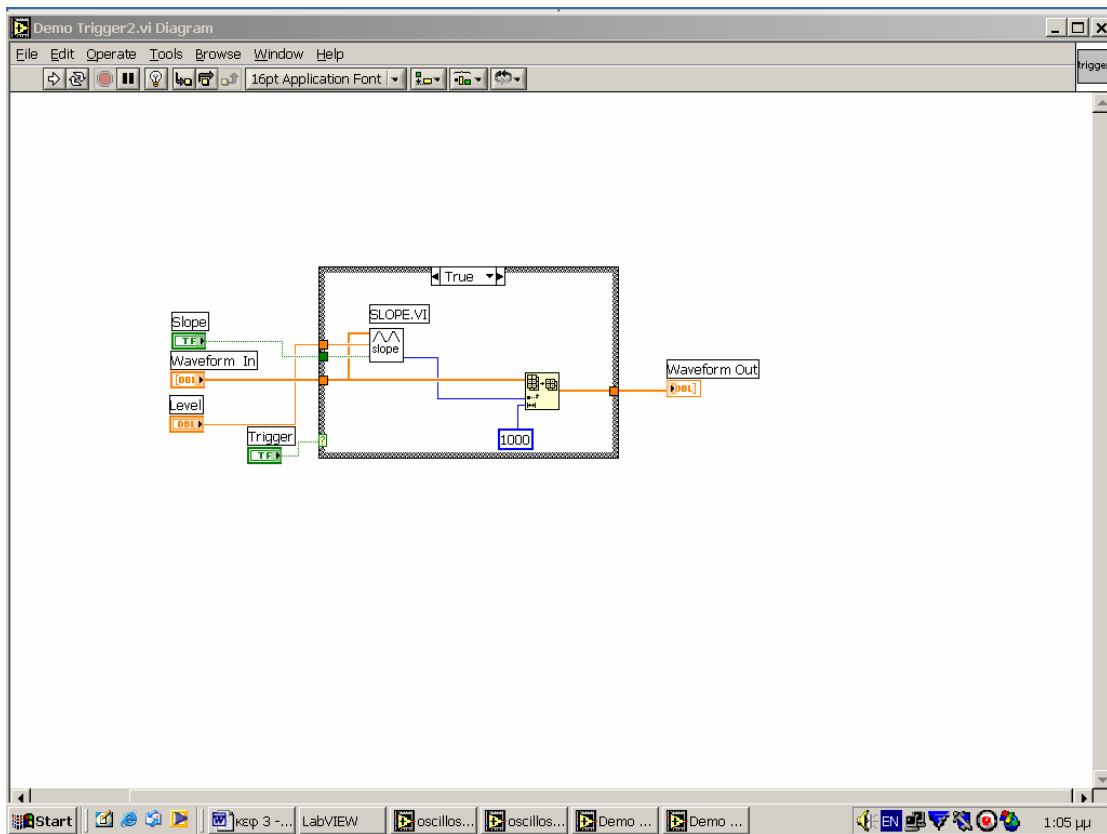 Demo Trigger2.vi Diagram
File Edit Operate Tools Browse Window Help
16pt Application Font
trigger
True
SLOPE.VI
slope
Slope
TF
Waveform In
[DBL]
Level
DBL
Trigger
TF
?
1000
Waveform Out
[DBL]
Start κεφ 3 -... LabVIEW oscillos... oscillos... Demo ... Demo ... EN 1:05 μμ